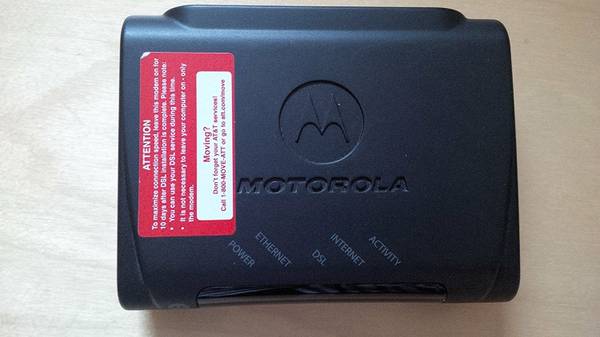 ATTENTION
To maximize connection speed, leave this modem on for
10 days after DSL installation is complete. Please note:
• You can use your DSL service during this time.
• It is not necessary to leave your computer on - only
the modem.
Moving?
Don't forget your AT&T services!
Call 1-800-MOVE-ATT or go to att.com/move
MOTOROLA
POWER
ETHERNET
DSL
INTERNET
ACTIVITY